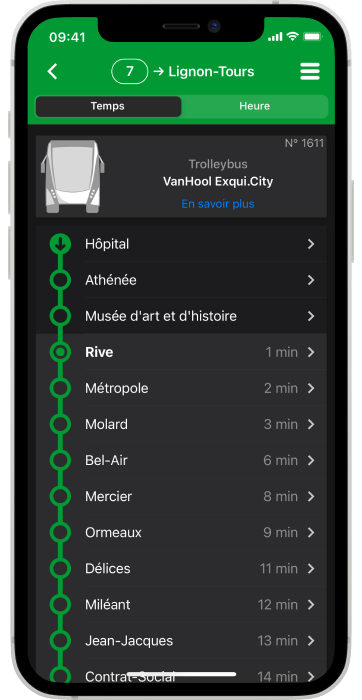 09:41
7 → Lignon-Tours
Temps Heure
N° 1611
Trolleybus
VanHool Exqui.City
En savoir plus
Hôpital
Athénée
Musée d'art et d'histoire
Rive 1 min
Métropole 2 min
Molard 3 min
Bel-Air 6 min
Mercier 8 min
Ormeaux 9 min
Délices 11 min
Miléant 12 min
Jean-Jacques 13 min
Contrat-Social 14 min